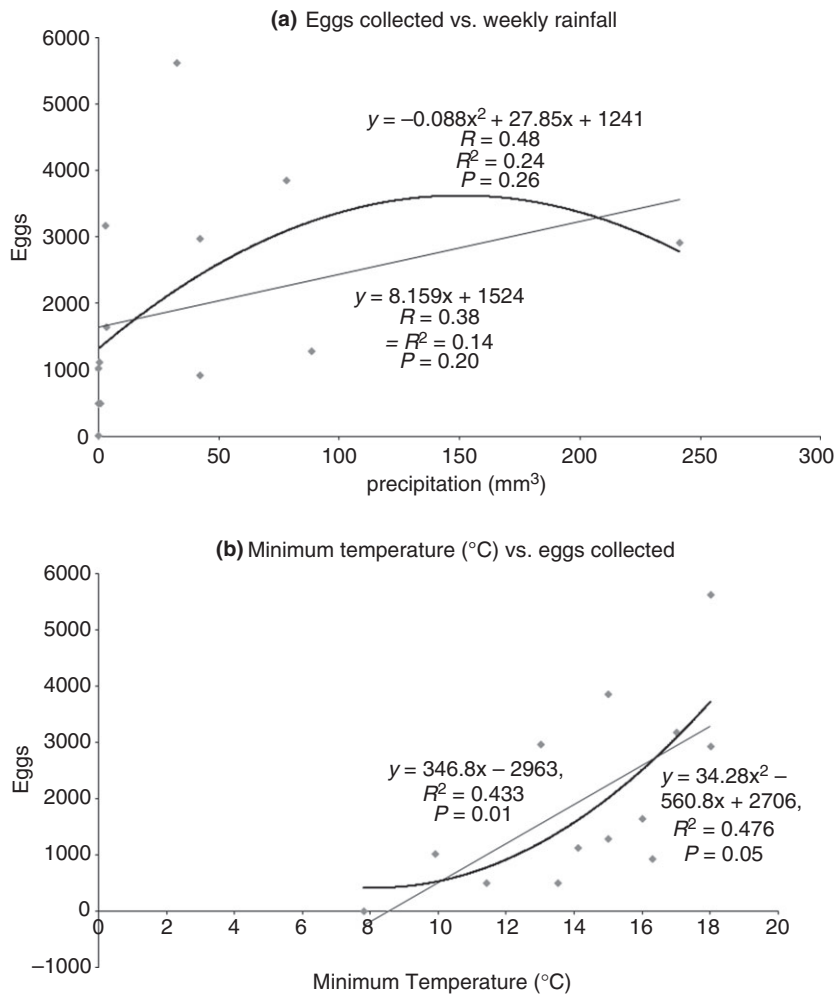 (a) Eggs collected vs. weekly rainfall
6000
5000
4000
3000
2000
1000
0
Eggs
y = –0.088x² + 27.85x + 1241
R = 0.48
R² = 0.24
P = 0.26
y = 8.159x + 1524
R = 0.38
= R² = 0.14
P = 0.20
0 50 100 150 200 250 300
precipitation (mm³)
(b) Minimum temperature (°C) vs. eggs collected
6000
5000
4000
3000
2000
1000
0
–1000
Eggs
y = 346.8x – 2963,
R² = 0.433
P = 0.01
y = 34.28x² –
560.8x + 2706,
R² = 0.476
P = 0.05
0 2 4 6 8 10 12 14 16 18 20
Minimum Temperature (°C)